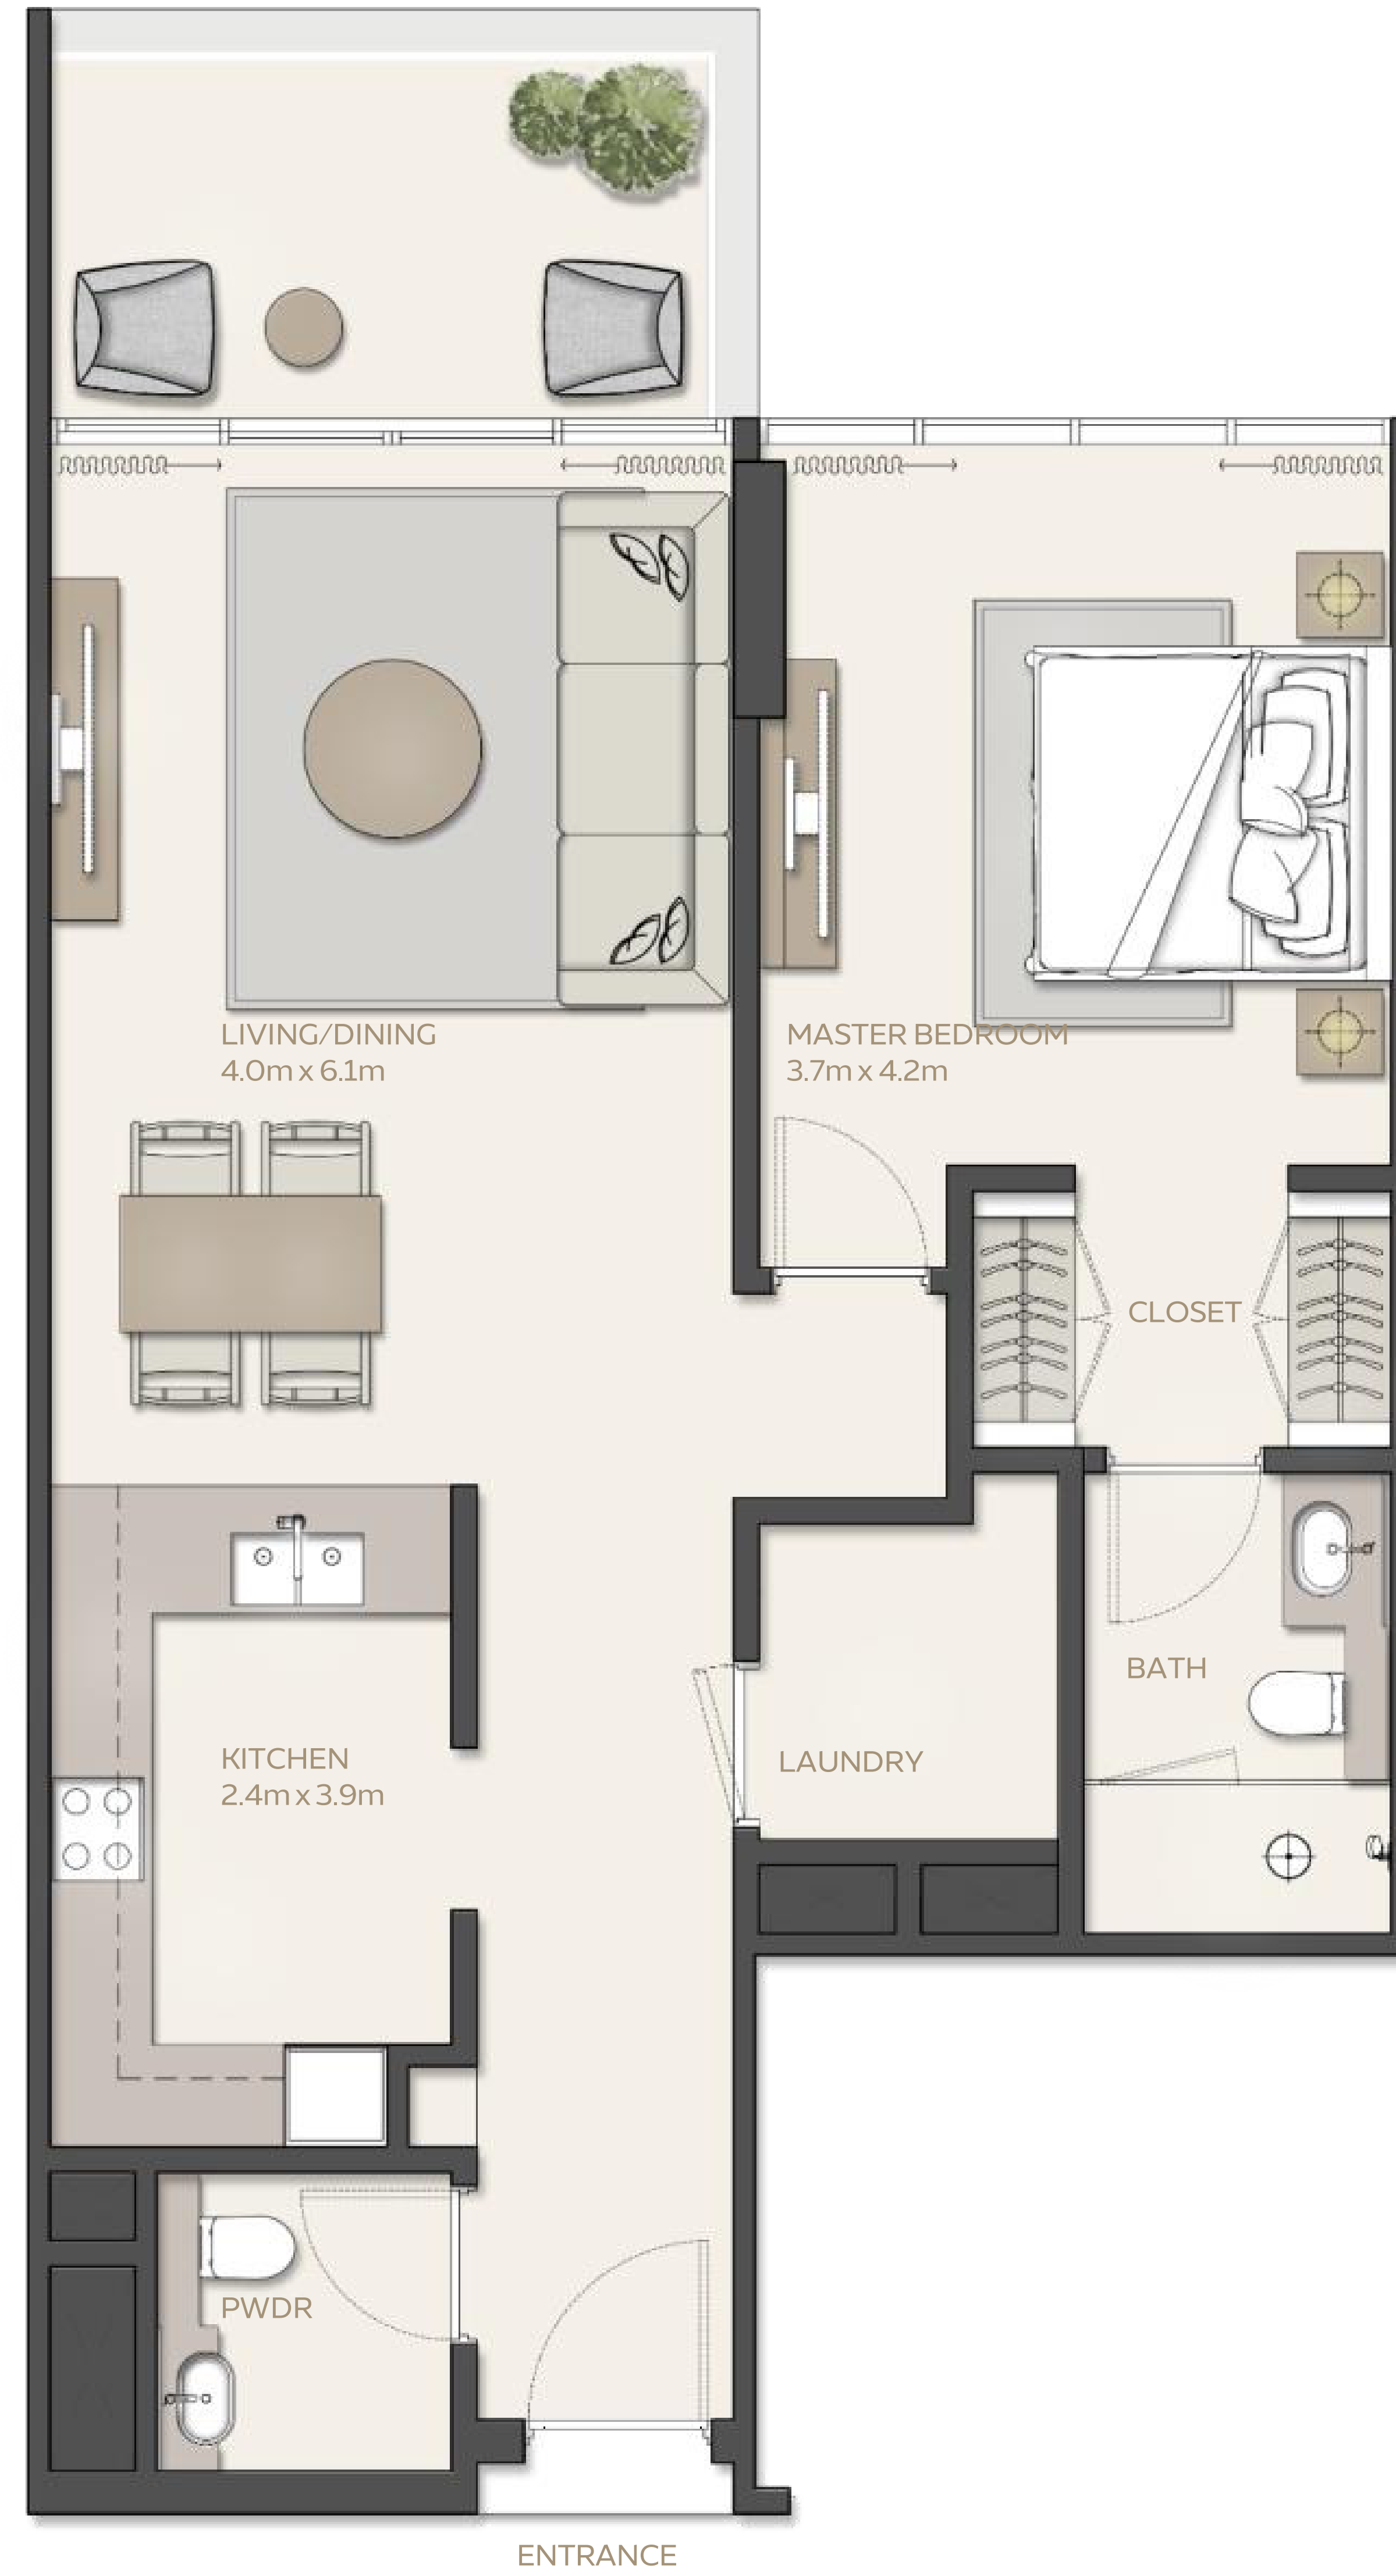 LIVING/DINING
4.0m x 6.1m
MASTER BEDROOM
3.7m x 4.2m
CLOSET
BATH
KITCHEN
2.4m x 3.9m
LAUNDRY
PWDR
ENTRANCE